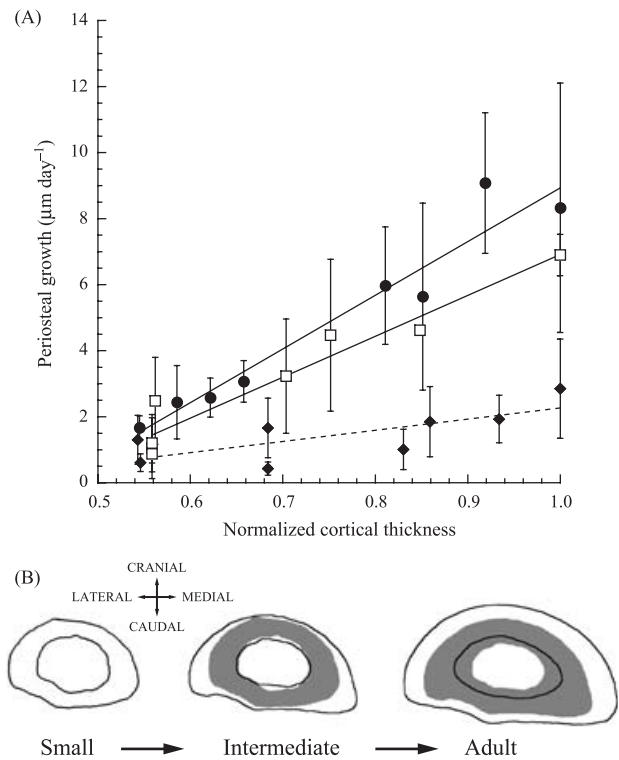 (A)
14
12
10
8
6
4
2
0
Periosteal growth (μm day⁻¹)
0.5 0.6 0.7 0.8 0.9 1.0
Normalized cortical thickness
(B)
CRANIAL
LATERAL MEDIAL
CAUDAL
Small Intermediate Adult